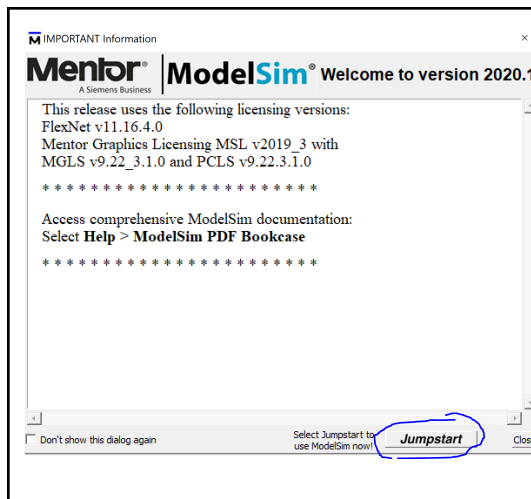 M IMPORTANT Information
Mentor®
A Siemens Business
ModelSim® Welcome to version 2020.1
This release uses the following licensing versions:
FlexNet v11.16.4.0
Mentor Graphics Licensing MSL v2019_3 with
MGLS v9.22_3.1.0 and PCLS v9.22.3.1.0
* * * * * * * * * * * * * * * * * * * * * * *
Access comprehensive ModelSim documentation:
Select Help > ModelSim PDF Bookcase
* * * * * * * * * * * * * * * * * * * * * * *
Don't show this dialog again
Select Jumpstart to
use ModelSim now!
Jumpstart
Clos